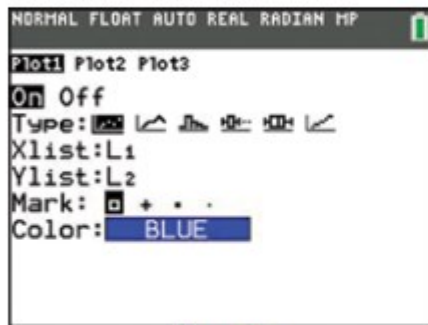 NORMAL FLOAT AUTO REAL RADIAN MP
Plot1 Plot2 Plot3
On Off
Type:
Xlist:L₁
Ylist:L₂
Mark: + • ·
Color: BLUE